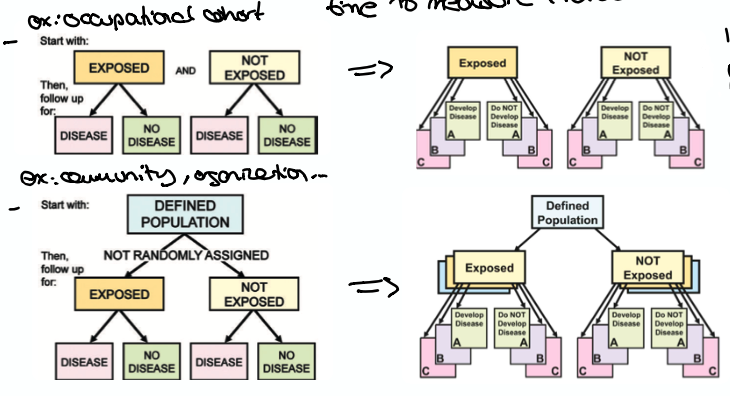 ex: occupational cohort
time to measure
Start with:
EXPOSED
AND
NOT EXPOSED
Then, follow up for:
DISEASE
NO DISEASE
DISEASE
NO DISEASE
=>
Exposed
NOT Exposed
Develop Disease
A
B
C
Do NOT Develop Disease
A
B
C
Develop Disease
A
B
C
Do NOT Develop Disease
A
B
C
ex: community, organization...
Start with:
DEFINED POPULATION
NOT RANDOMLY ASSIGNED
Then, follow up for:
EXPOSED
NOT EXPOSED
DISEASE
NO DISEASE
DISEASE
NO DISEASE
=>
Defined Population
Exposed
NOT Exposed
Develop Disease
A
B
C
Do NOT Develop Disease
A
B
C
Develop Disease
A
B
C
Do NOT Develop Disease
A
B
C